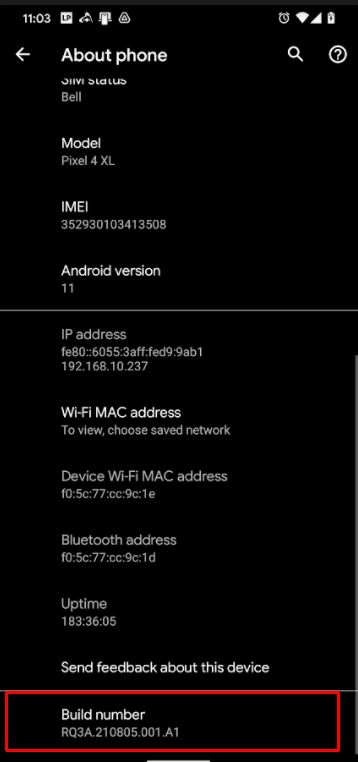 11:03 LP
About phone
SIM status
Bell
Model
Pixel 4 XL
IMEI
352930103413508
Android version
11
IP address
fe80::6055:3aff:fed9:9ab1
192.168.10.237
Wi-Fi MAC address
To view, choose saved network
Device Wi-Fi MAC address
f0:5c:77:cc:9c:1e
Bluetooth address
f0:5c:77:cc:9c:1d
Uptime
183:36:05
Send feedback about this device
Build number
RQ3A.210805.001.A1